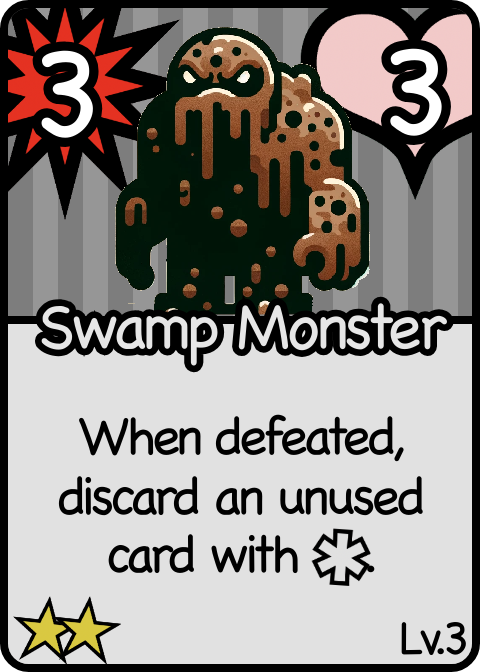 3
3
Swamp Monster
When defeated,
discard an unused
card with *.
Lv.3